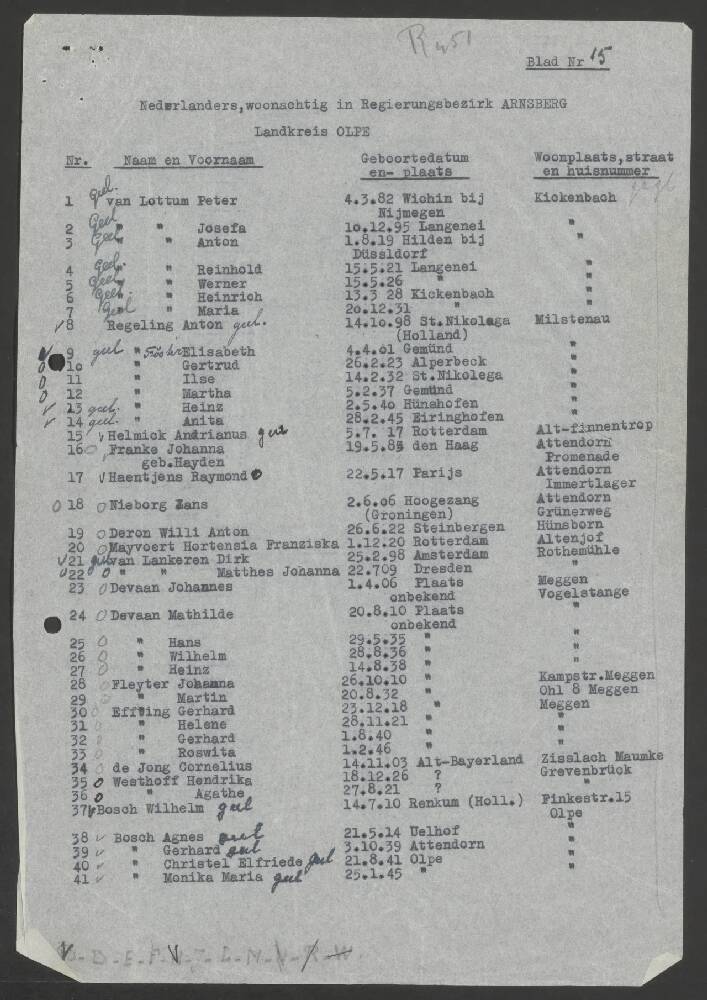 Blad Nr 15
Nederlanders, woonachtig in Regierungsbezirk ARNSBERG
Landkreis OLPE
Nr. Naam en Voornaam Geboortedatum en- plaats Woonplaats, straat en huisnummer
1 gel. van Lottum Peter 4.3.82 Wichin bij Nijmegen Kickenbach
2 " " Josefa 10.12.95 Langenei "
3 " " Anton 1.8.19 Hilden bij Düsseldorf "
4 " " Reinhold 15.5.21 Langenei "
5 " " Werner 15.5.26 " "
6 " " Heinrich 13.3 28 Kickenbach "
7 " Maria 20.12.31 " "
8 Regeling Anton gel. 14.10.98 St.Nikolaga (Holland) Milstenau
9 gel " Elisabeth 4.4.01 Gemünd "
10 " Gertrud 26.2.23 Alperbeck "
11 " Ilse 14.2.32 St.Nikolega "
12 " Martha 5.2.37 Gemünd "
13 gel. " Heinz 2.5.40 Hünshofen "
14 gel. " Anita 28.2.45 Eiringhofen "
15 Helmick Andrianus gel 5.7. 17 Rotterdam Alt-finnentrop
16 Franke Johanna geb.Hayden 19.5.85 den Haag Attendorn Promenade
17 Haentjens Raymond 22.5.17 Parijs Attendorn Immertlager
18 Nieborg Hans 2.6.06 Hoogezang (Groningen) Attendorn Grünerweg
19 Deron Willi Anton 26.6.22 Steinbergen Hünsborn
20 Mayvoert Hortensia Franziska 1.12.20 Rotterdam Altenjof
21 gel van Lankeren Dirk 25.2.98 Amsterdam Rothemühle
22 " " Matthes Johanna 22.709 Dresden "
23 Devaan Johannes 1.4.06 Plaats onbekend Meggen Vogelstange
24 Devaan Mathilde 20.8.10 Plaats onbekend "
25 " Hans 29.5.35 " "
26 " Wilhelm 28.8.36 " "
27 " Heinz 14.8.38 " "
28 Fleyter Johanna 26.10.10 " Kampstr.Meggen
29 " Martin 20.8.32 " Ohl 8 Meggen
30 Effting Gerhard 23.12.18 " Meggen
31 " Helene 28.11.21 " "
32 " Gerhard 1.8.40 " "
33 " Roswita 1.2.46 " "
34 de Jong Cornelius 14.11.03 Alt-Bayerland Zisslach Maumke
35 Westhoff Hendrika 18.12.26 ? Grevenbrück
36 " Agathe 27.8.21 ? "
37 Bosch Wilhelm gel 14.7.10 Renkum (Holl.) Finkestr.15 Olpe
38 Bosch Agnes gel 21.5.14 Uelhof "
39 " Gerhard gel 3.10.39 Attendorn "
40 " Christel Elfriede gel 21.8.41 Olpe "
41 " Monika Maria gel 25.1.45 " "